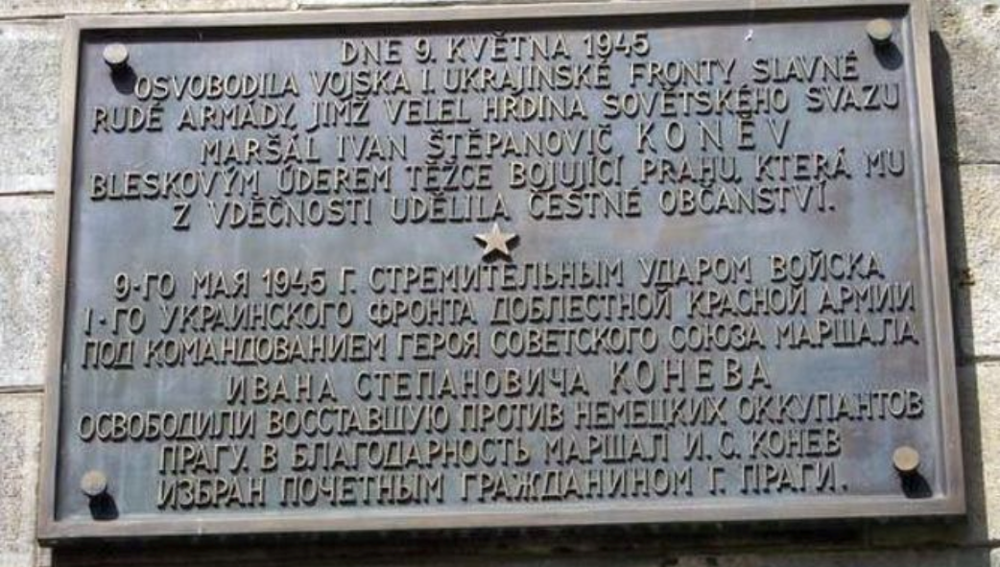 DNE 9. KVĚTNA 1945
OSVOBODILA VOJSKA I. UKRAJINSKÉ FRONTY SLAVNÉ
RUDÉ ARMÁDY, JIMŽ VELEL HRDINA SOVĚTSKÉHO SVAZU
MARŠÁL IVAN ŠTĚPANOVIČ KONĚV
BLESKOVÝM ÚDEREM TĚŽCE BOJUJÍCÍ PRAHU, KTERÁ MU
Z VDĚČNOSTI UDĚLILA ČESTNÉ OBČANSTVÍ.
9-ГО МАЯ 1945 Г. СТРЕМИТЕЛЬНЫМ УДАРОМ ВОЙСКА
I-ГО УКРАИНСКОГО ФРОНТА ДОБЛЕСТНОЙ КРАСНОЙ АРМИИ
ПОД КОМАНДОВАНИЕМ ГЕРОЯ СОВЕТСКОГО СОЮЗА МАРШАЛА
ИВАНА СТЕПАНОВИЧА КОНЕВА
ОСВОБОДИЛИ ВОССТАВШУЮ ПРОТИВ НЕМЕЦКИХ ОККУПАНТОВ
ПРАГУ. В БЛАГОДАРНОСТЬ МАРШАЛ И. С. КОНЕВ
ИЗБРАН ПОЧЕТНЫМ ГРАЖДАНИНОМ Г. ПРАГИ.